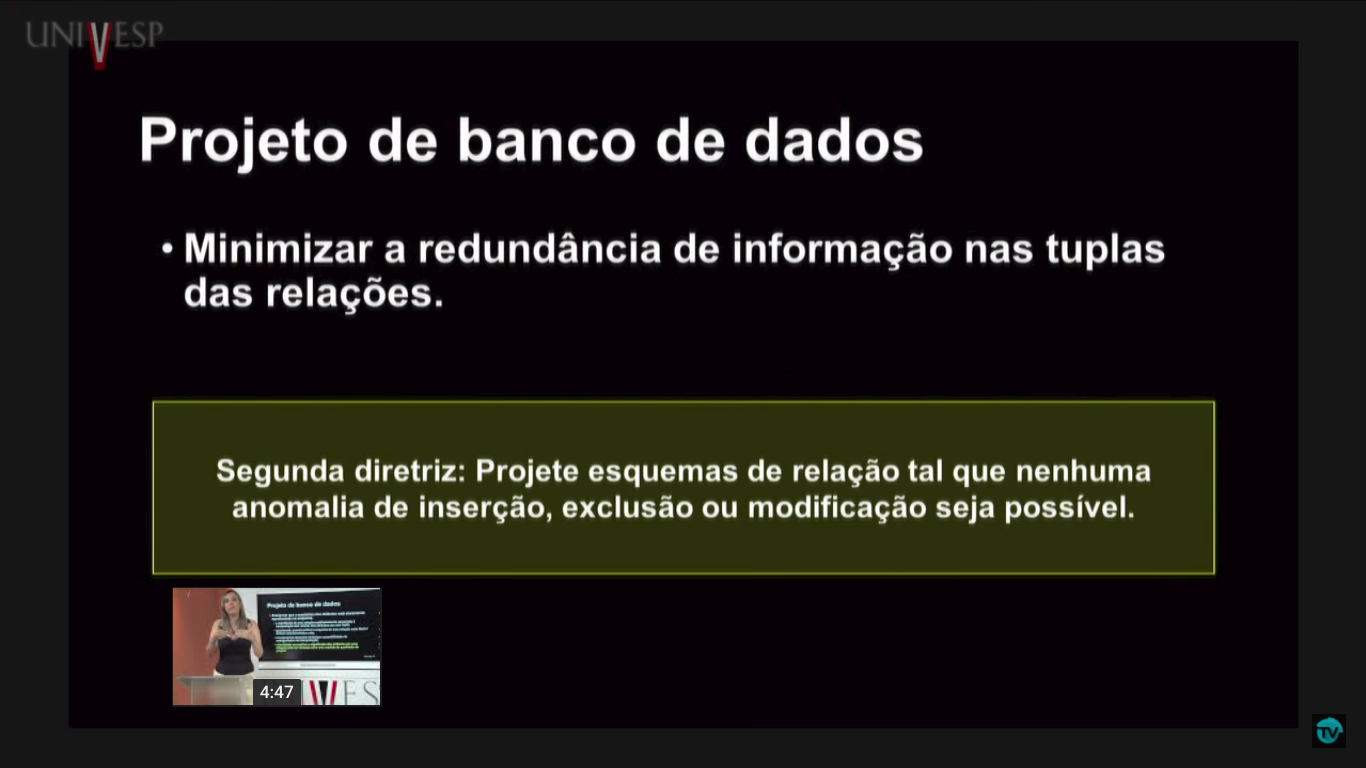 UNIVESP
Projeto de banco de dados
• Minimizar a redundância de informação nas tuplas
das relações.
Segunda diretriz: Projete esquemas de relação tal que nenhuma
anomalia de inserção, exclusão ou modificação seja possível.
Projeto de banco de dados
4:47
VES
TV